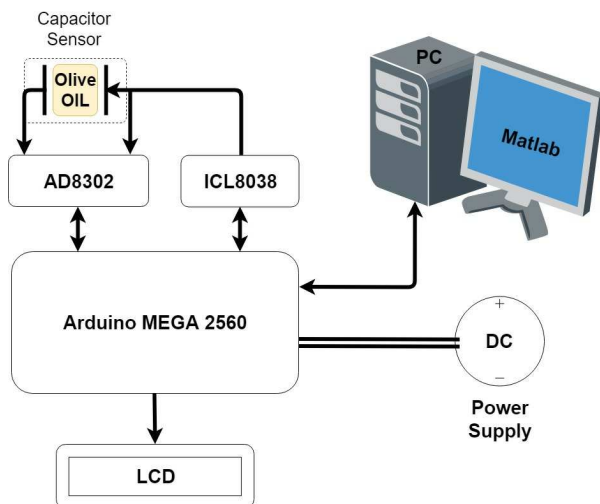 Capacitor
Sensor
Olive
OIL
PC
Matlab
AD8302
ICL8038
Arduino MEGA 2560
+
DC
−
Power
Supply
LCD